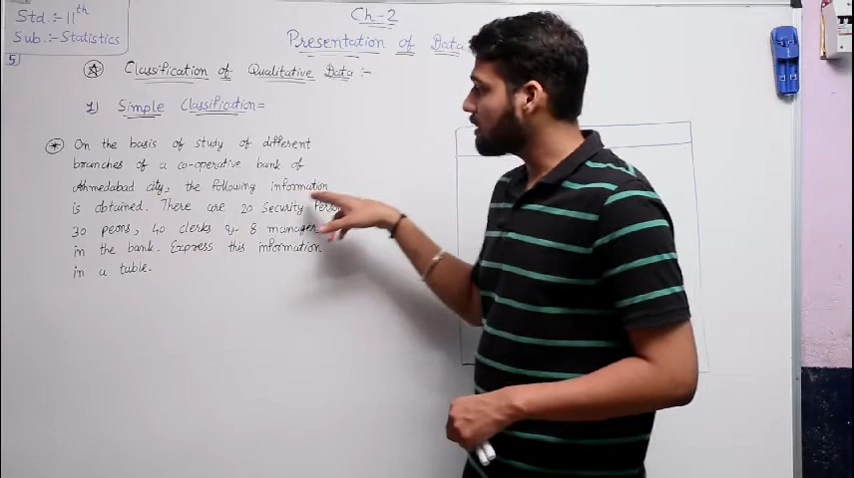 Std.:- 11th
Sub.:- Statistics
Ch-2
Presentation of Data
5
Classification of Qualitative Data :-
1) Simple Classification =
On the basis of study of different
branches of a co-operative bank of
Ahmedabad city, the following information
is obtained. There are 20 Security
30 peons, 40 clerks & 8 manager
in the bank. Express this information
in a table.